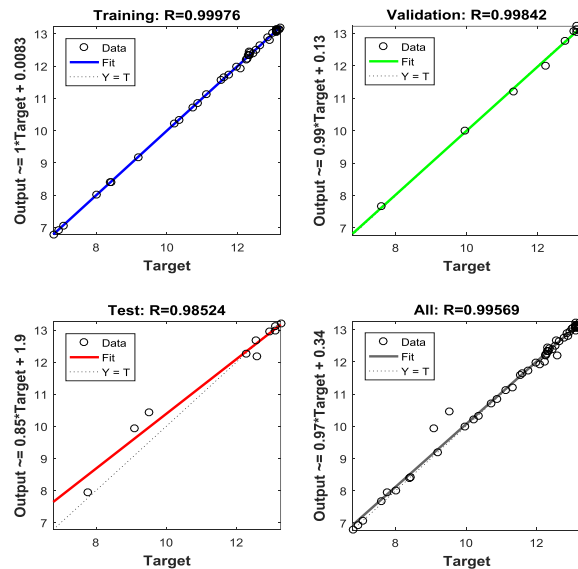 Training: R=0.99976
Output ~= 1*Target + 0.0083
13
12
11
10
9
8
7
Data
Fit
Y = T
8
10
12
Target
Validation: R=0.99842
Output ~= 0.99*Target + 0.13
13
12
11
10
9
8
7
Data
Fit
Y = T
8
10
12
Target
Test: R=0.98524
Output ~= 0.85*Target + 1.9
13
12
11
10
9
8
7
Data
Fit
Y = T
8
10
12
Target
All: R=0.99569
Output ~= 0.97*Target + 0.34
13
12
11
10
9
8
7
Data
Fit
Y = T
8
10
12
Target